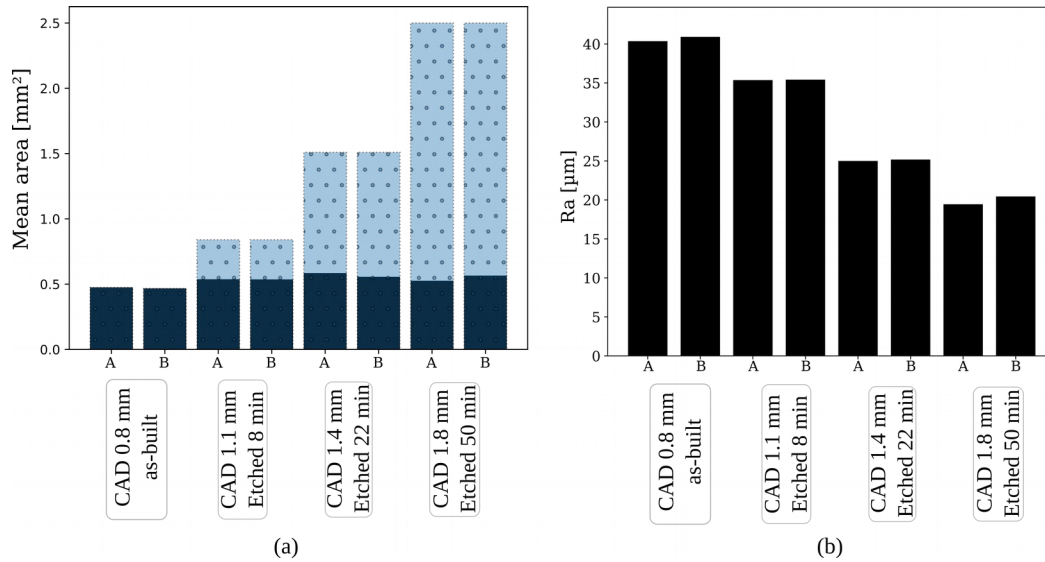 Mean area [mm²]
2.5
2.0
1.5
1.0
0.5
0.0
A B A B A B A B
CAD 0.8 mm
as-built
CAD 1.1 mm
Etched 8 min
CAD 1.4 mm
Etched 22 min
CAD 1.8 mm
Etched 50 min
(a)
Ra [µm]
40
35
30
25
20
15
10
5
0
A B A B A B A B
CAD 0.8 mm
as-built
CAD 1.1 mm
Etched 8 min
CAD 1.4 mm
Etched 22 min
CAD 1.8 mm
Etched 50 min
(b)